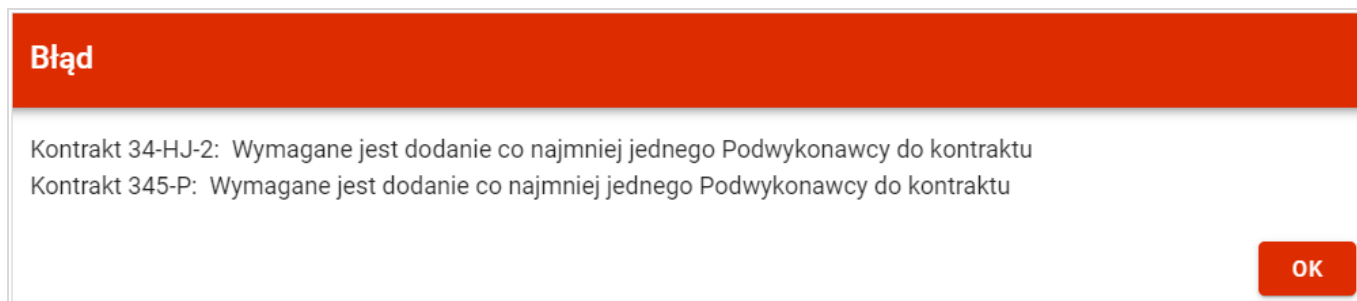 Błąd
Kontrakt 34-HJ-2:  Wymagane jest dodanie co najmniej jednego Podwykonawcy do kontraktu
Kontrakt 345-P:  Wymagane jest dodanie co najmniej jednego Podwykonawcy do kontraktu
OK